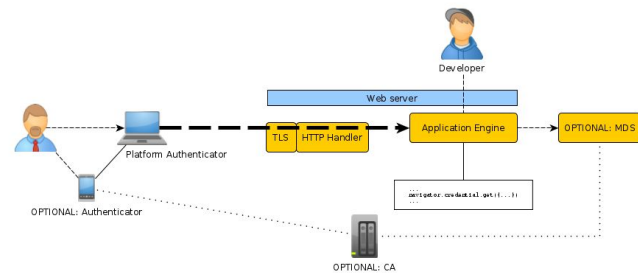 Developer
Web server
TLS
HTTP Handler
Application Engine
OPTIONAL: MDS
Platform Authenticator
...
navigator.credential.get({...})
...
OPTIONAL: Authenticator
OPTIONAL: CA